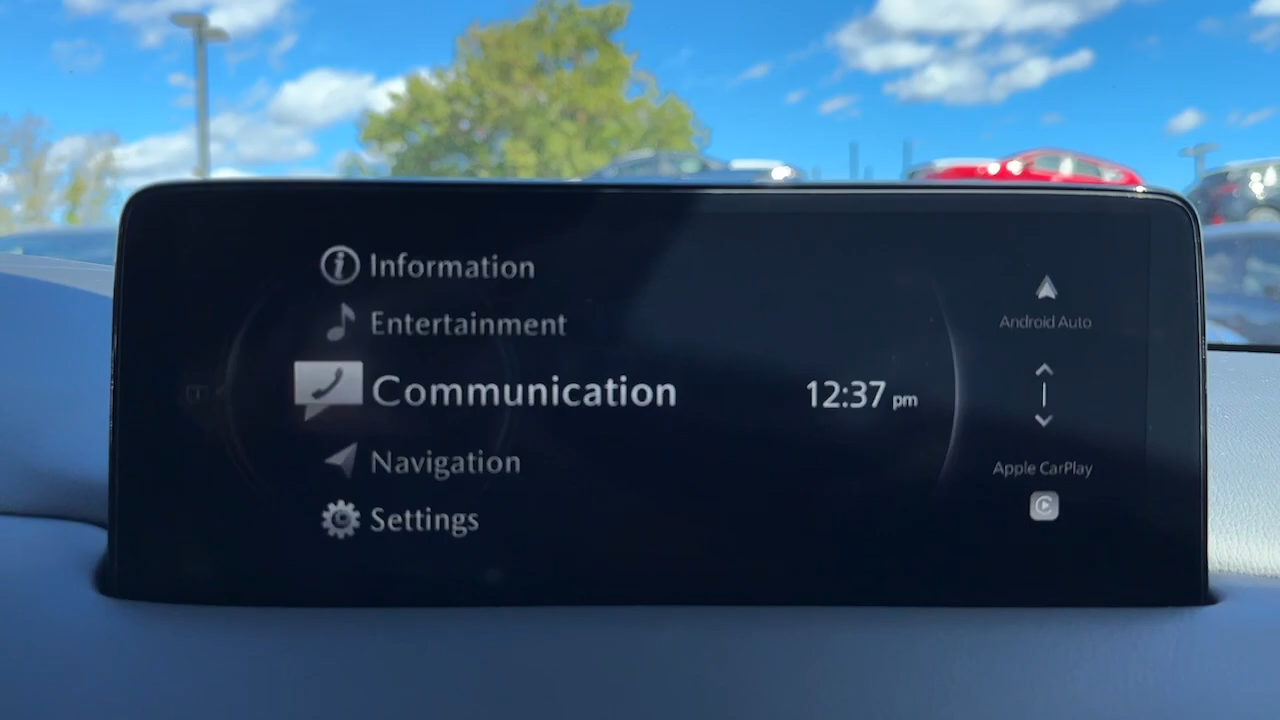 Information
Entertainment
Communication
12:37 pm
Navigation
Settings
Android Auto
Apple CarPlay